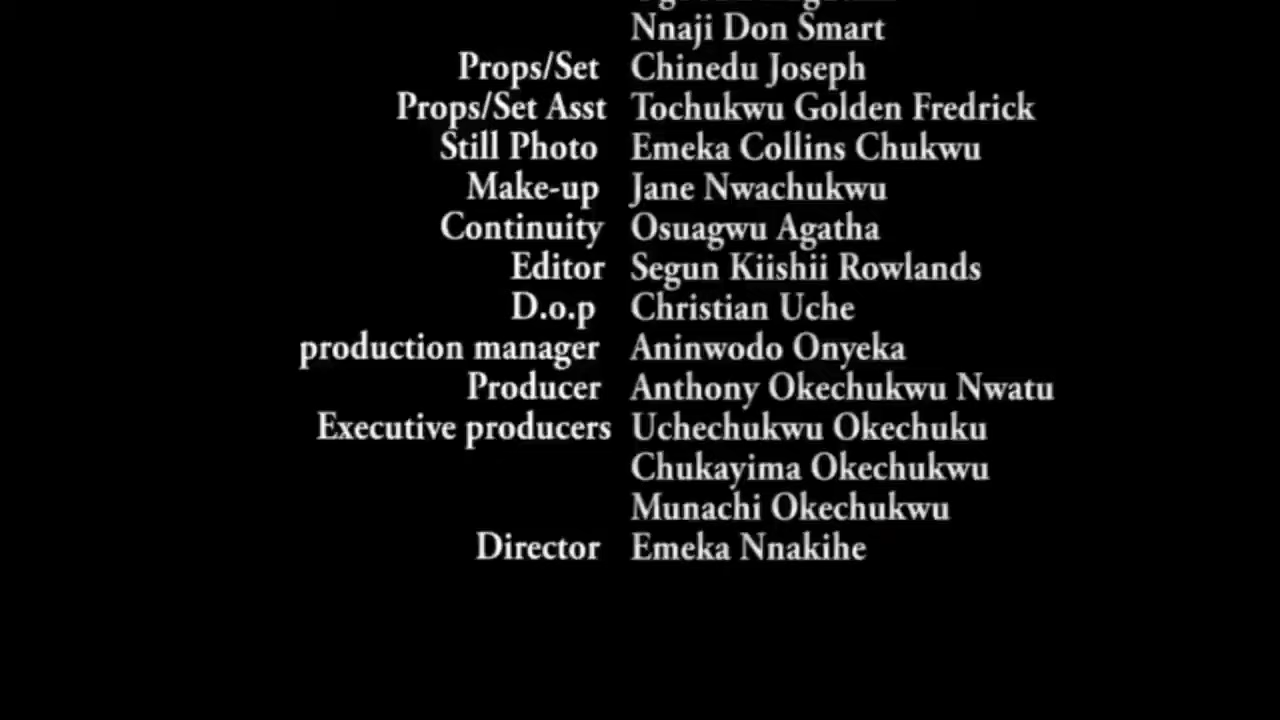 Nnaji Don Smart
Props/Set Chinedu Joseph
Props/Set Asst Tochukwu Golden Fredrick
Still Photo Emeka Collins Chukwu
Make-up Jane Nwachukwu
Continuity Osuagwu Agatha
Editor Segun Kiishii Rowlands
D.o.p Christian Uche
production manager Aninwodo Onyeka
Producer Anthony Okechukwu Nwatu
Executive producers Uchechukwu Okechuku
Chukayima Okechukwu
Munachi Okechukwu
Director Emeka Nnakihe